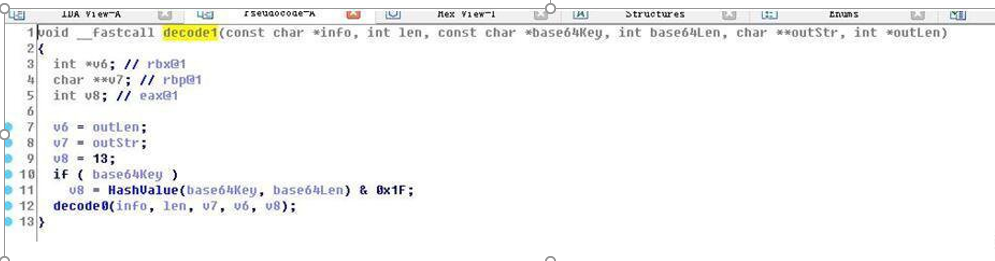 IDA View-A Pseudocode-A Hex View-1 Structures Enums
1 void __fastcall decode1(const char *info, int len, const char *base64Key, int base64Len, char **outStr, int *outLen)
2 {
3 int *v6; // rbx@1
4 char **v7; // rbp@1
5 int v8; // eax@1
6
7 v6 = outLen;
8 v7 = outStr;
9 v8 = 13;
10 if ( base64Key )
11 v8 = HashValue(base64Key, base64Len) & 0x1F;
12 decode0(info, len, v7, v6, v8);
13 }